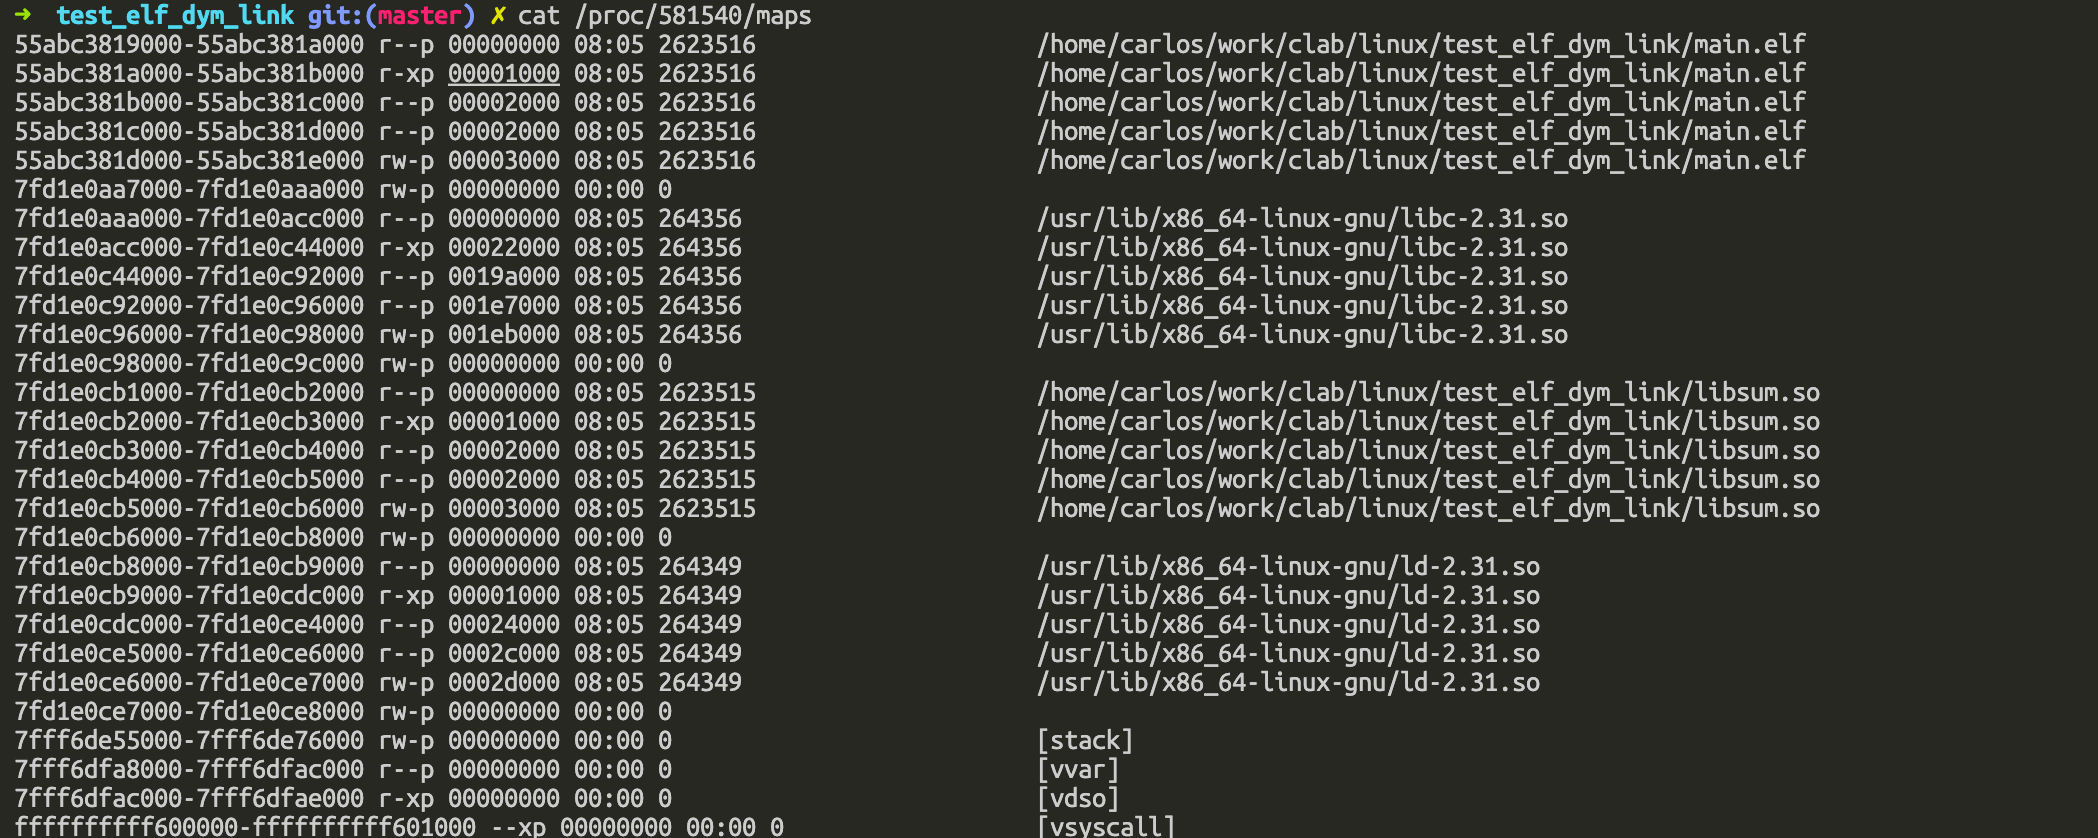 ➜  test_elf_dym_link git:(master) ✗ cat /proc/581540/maps
55abc3819000-55abc381a000 r--p 00000000 08:05 2623516 /home/carlos/work/clab/linux/test_elf_dym_link/main.elf
55abc381a000-55abc381b000 r-xp 00001000 08:05 2623516 /home/carlos/work/clab/linux/test_elf_dym_link/main.elf
55abc381b000-55abc381c000 r--p 00002000 08:05 2623516 /home/carlos/work/clab/linux/test_elf_dym_link/main.elf
55abc381c000-55abc381d000 r--p 00002000 08:05 2623516 /home/carlos/work/clab/linux/test_elf_dym_link/main.elf
55abc381d000-55abc381e000 rw-p 00003000 08:05 2623516 /home/carlos/work/clab/linux/test_elf_dym_link/main.elf
7fd1e0aa7000-7fd1e0aaa000 rw-p 00000000 00:00 0
7fd1e0aaa000-7fd1e0acc000 r--p 00000000 08:05 264356 /usr/lib/x86_64-linux-gnu/libc-2.31.so
7fd1e0acc000-7fd1e0c44000 r-xp 00022000 08:05 264356 /usr/lib/x86_64-linux-gnu/libc-2.31.so
7fd1e0c44000-7fd1e0c92000 r--p 0019a000 08:05 264356 /usr/lib/x86_64-linux-gnu/libc-2.31.so
7fd1e0c92000-7fd1e0c96000 r--p 001e7000 08:05 264356 /usr/lib/x86_64-linux-gnu/libc-2.31.so
7fd1e0c96000-7fd1e0c98000 rw-p 001eb000 08:05 264356 /usr/lib/x86_64-linux-gnu/libc-2.31.so
7fd1e0c98000-7fd1e0c9c000 rw-p 00000000 00:00 0
7fd1e0cb1000-7fd1e0cb2000 r--p 00000000 08:05 2623515 /home/carlos/work/clab/linux/test_elf_dym_link/libsum.so
7fd1e0cb2000-7fd1e0cb3000 r-xp 00001000 08:05 2623515 /home/carlos/work/clab/linux/test_elf_dym_link/libsum.so
7fd1e0cb3000-7fd1e0cb4000 r--p 00002000 08:05 2623515 /home/carlos/work/clab/linux/test_elf_dym_link/libsum.so
7fd1e0cb4000-7fd1e0cb5000 r--p 00002000 08:05 2623515 /home/carlos/work/clab/linux/test_elf_dym_link/libsum.so
7fd1e0cb5000-7fd1e0cb6000 rw-p 00003000 08:05 2623515 /home/carlos/work/clab/linux/test_elf_dym_link/libsum.so
7fd1e0cb6000-7fd1e0cb8000 rw-p 00000000 00:00 0
7fd1e0cb8000-7fd1e0cb9000 r--p 00000000 08:05 264349 /usr/lib/x86_64-linux-gnu/ld-2.31.so
7fd1e0cb9000-7fd1e0cdc000 r-xp 00001000 08:05 264349 /usr/lib/x86_64-linux-gnu/ld-2.31.so
7fd1e0cdc000-7fd1e0ce4000 r--p 00024000 08:05 264349 /usr/lib/x86_64-linux-gnu/ld-2.31.so
7fd1e0ce5000-7fd1e0ce6000 r--p 0002c000 08:05 264349 /usr/lib/x86_64-linux-gnu/ld-2.31.so
7fd1e0ce6000-7fd1e0ce7000 rw-p 0002d000 08:05 264349 /usr/lib/x86_64-linux-gnu/ld-2.31.so
7fd1e0ce7000-7fd1e0ce8000 rw-p 00000000 00:00 0
7fff6de55000-7fff6de76000 rw-p 00000000 00:00 0 [stack]
7fff6dfa8000-7fff6dfac000 r--p 00000000 00:00 0 [vvar]
7fff6dfac000-7fff6dfae000 r-xp 00000000 00:00 0 [vdso]
ffffffffff600000-ffffffffff601000 --xp 00000000 00:00 0 [vsyscall]